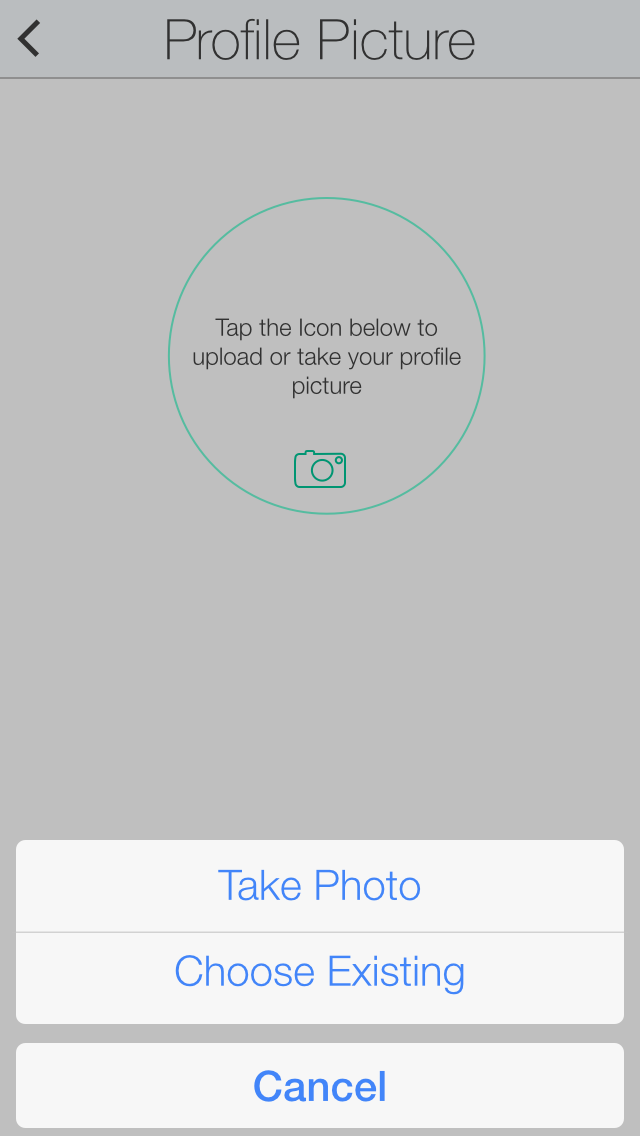 Profile Picture
Tap the Icon below to
upload or take your profile
picture
Take Photo
Choose Existing
Cancel